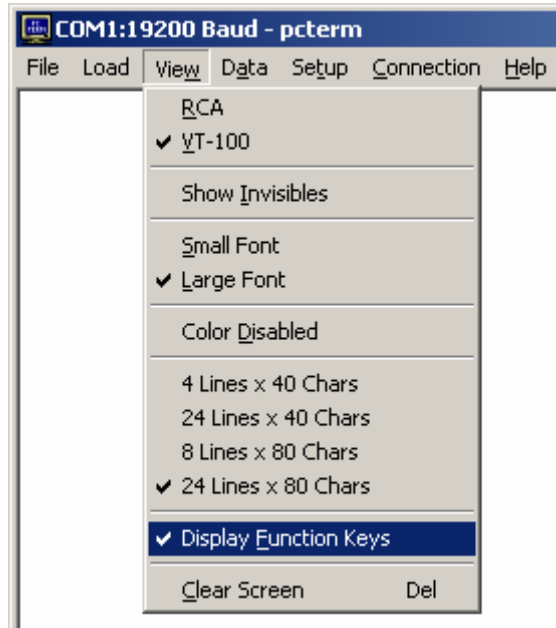 COM1:19200 Baud - pcterm
File Load View Data Setup Connection Help
RCA
VT-100
Show Invisibles
Small Font
Large Font
Color Disabled
4 Lines x 40 Chars
24 Lines x 40 Chars
8 Lines x 80 Chars
24 Lines x 80 Chars
Display Function Keys
Clear Screen Del